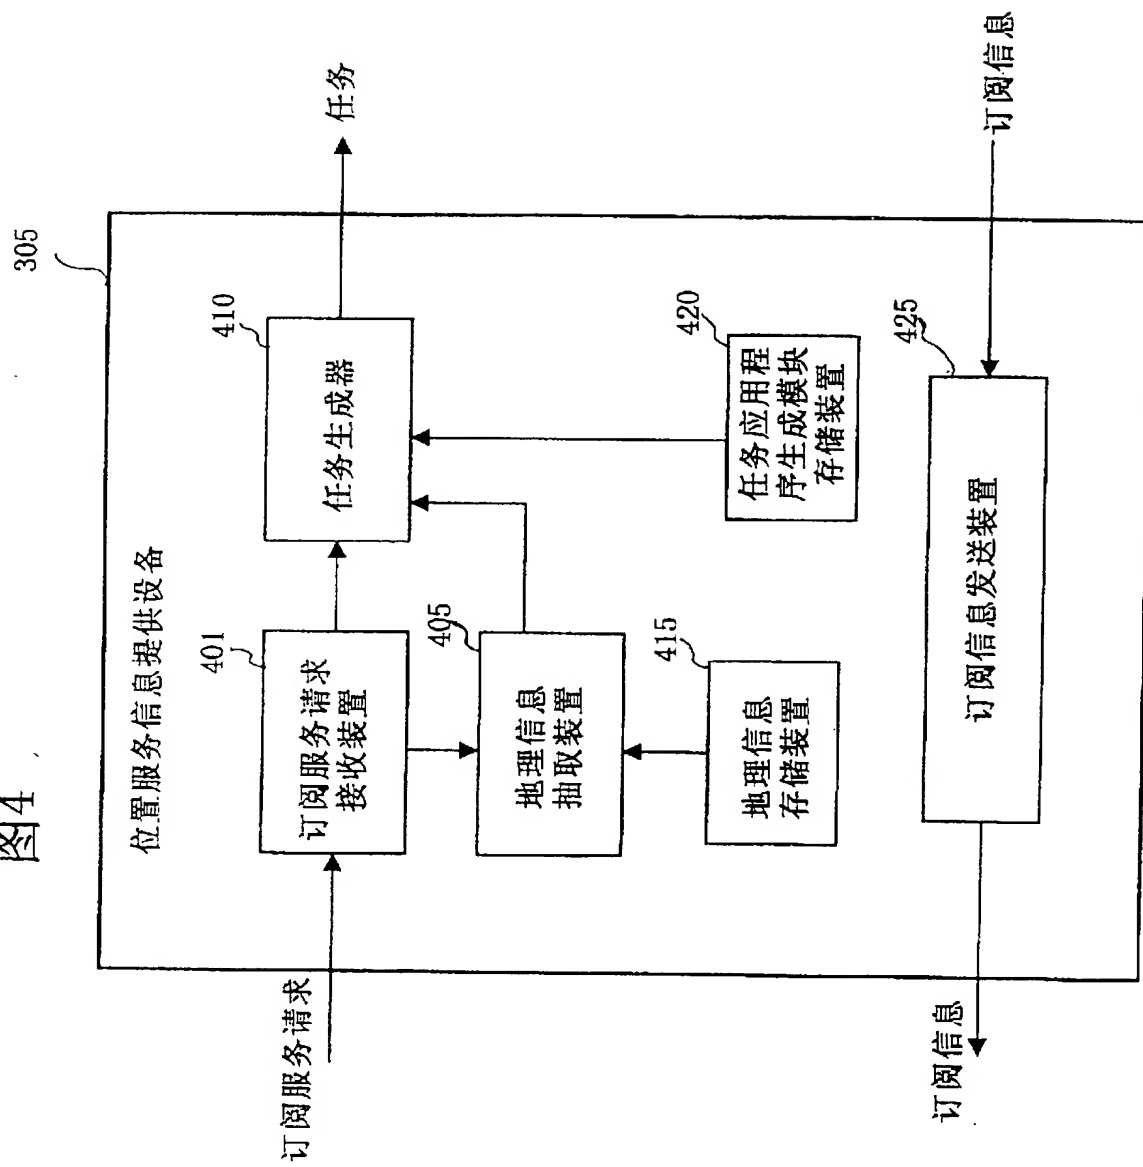 图4
305
位置服务信息提供设备
订阅服务请求
401
订阅服务请求
接收装置
410
任务生成器
任务
405
地理信息
抽取装置
415
地理信息
存储装置
420
任务应用程
序生成模块
存储装置
425
订阅信息发送装置
订阅信息
订阅信息